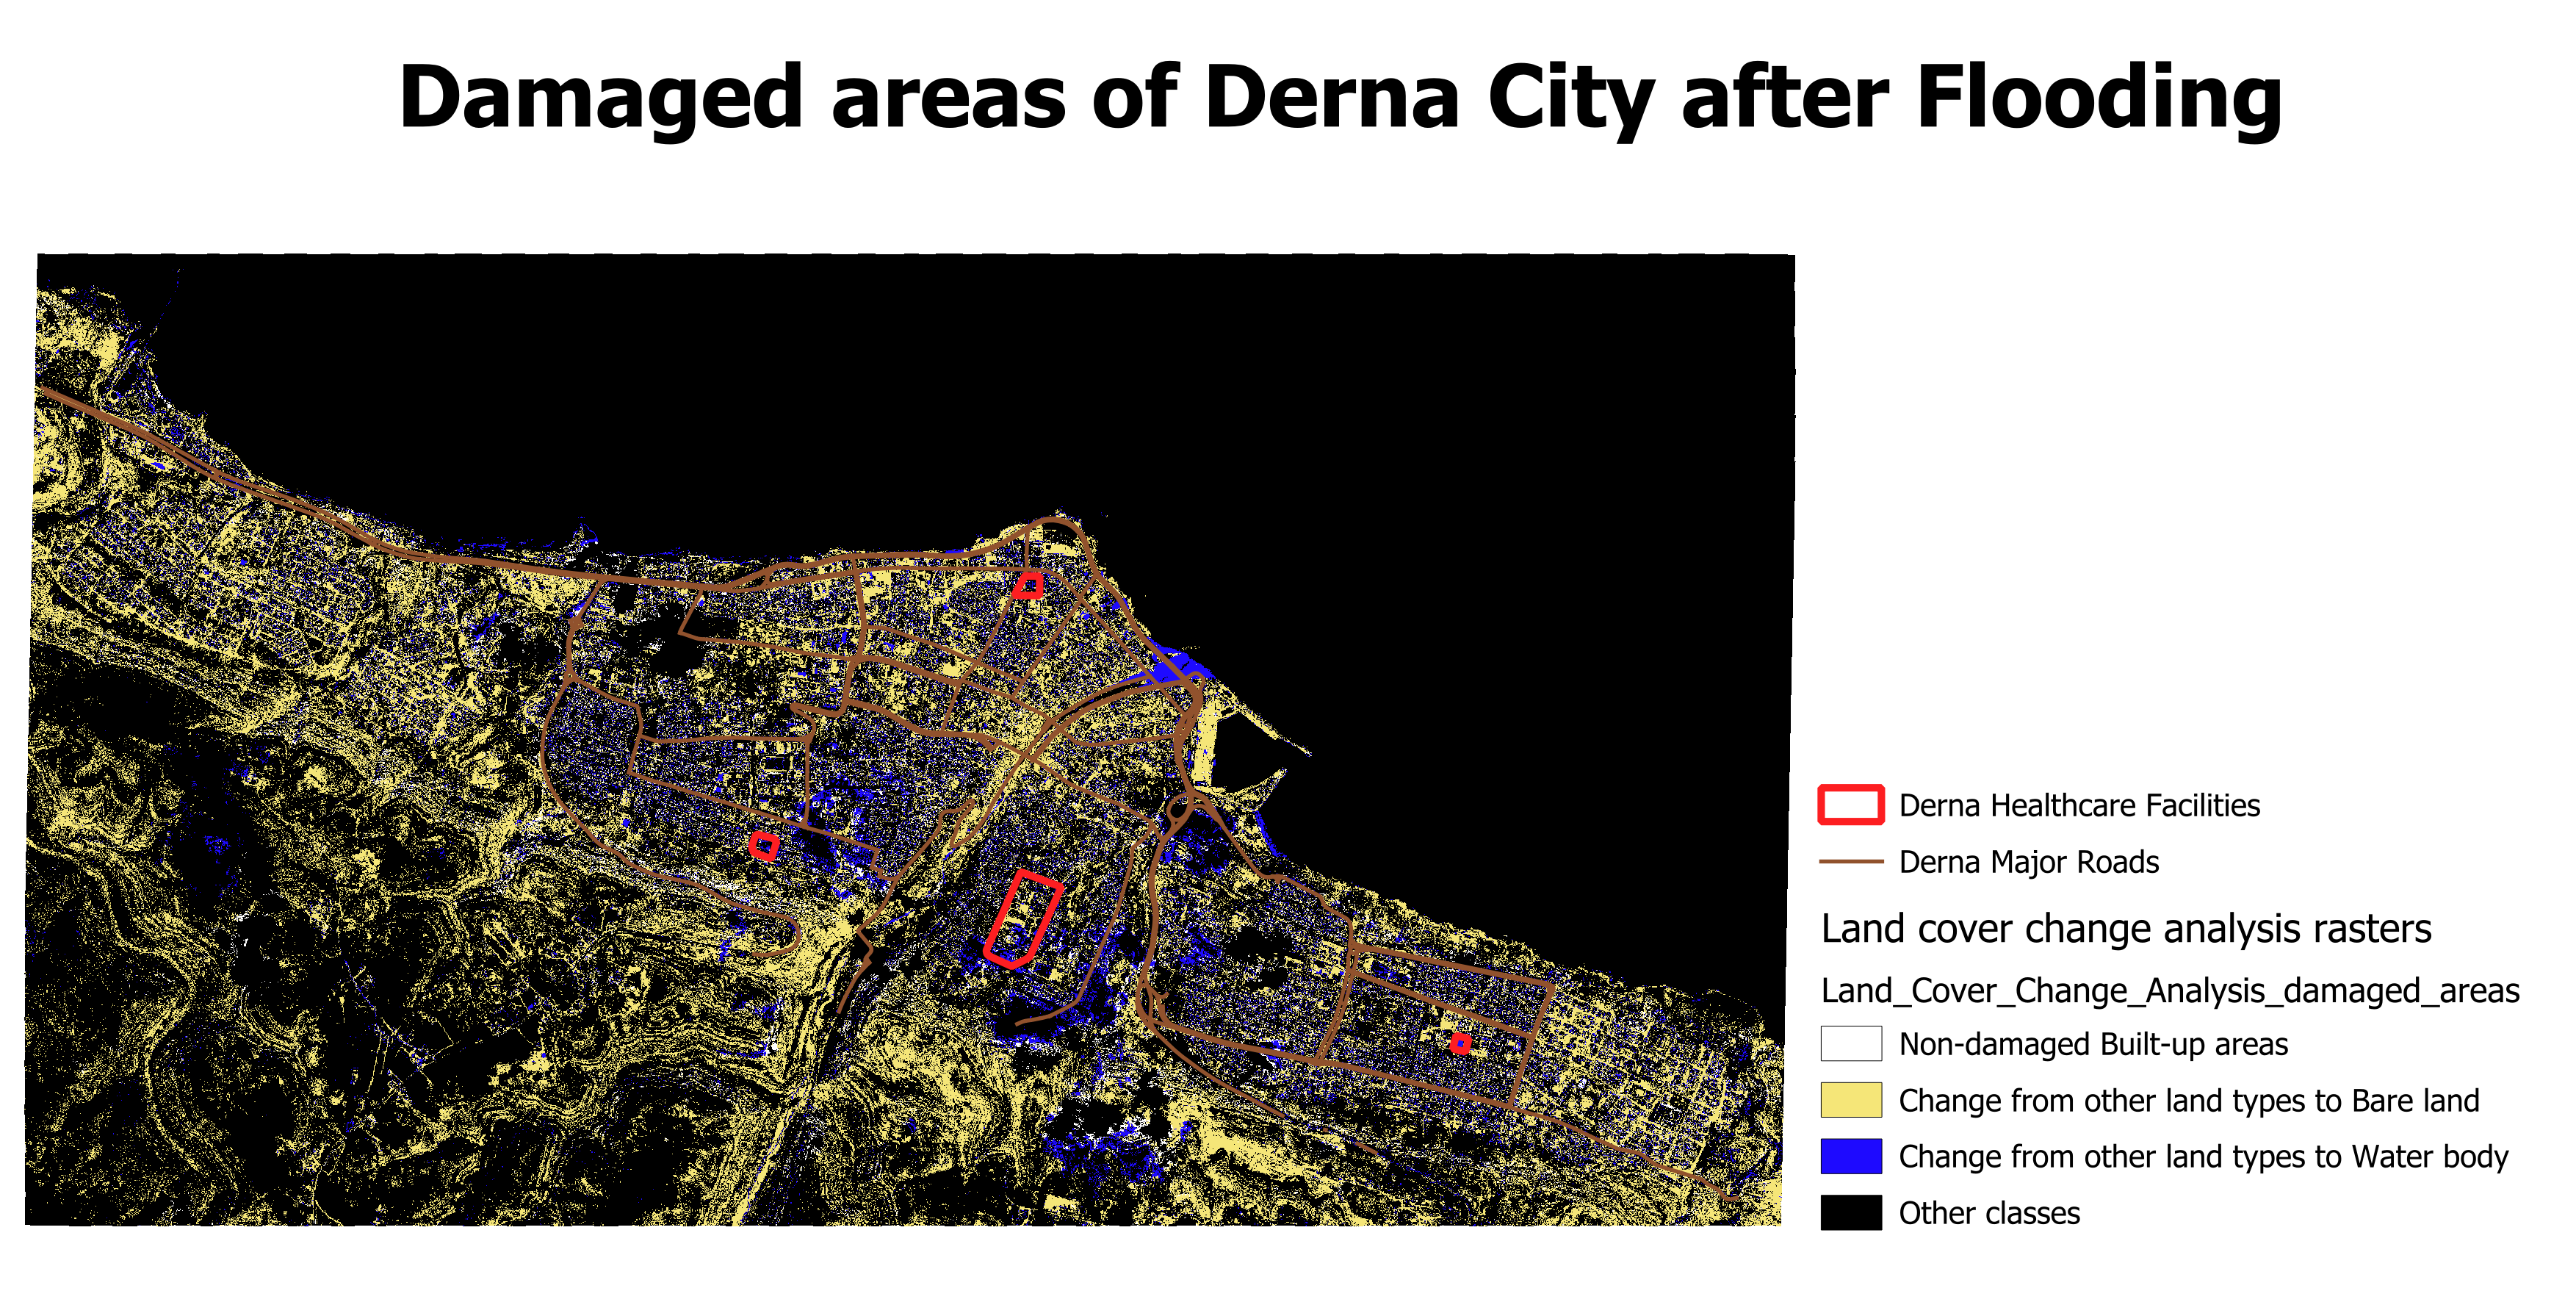 Damaged areas of Derna City after Flooding
Derna Healthcare Facilities
Derna Major Roads
Land cover change analysis rasters
Land_Cover_Change_Analysis_damaged_areas
Non-damaged Built-up areas
Change from other land types to Bare land
Change from other land types to Water body
Other classes